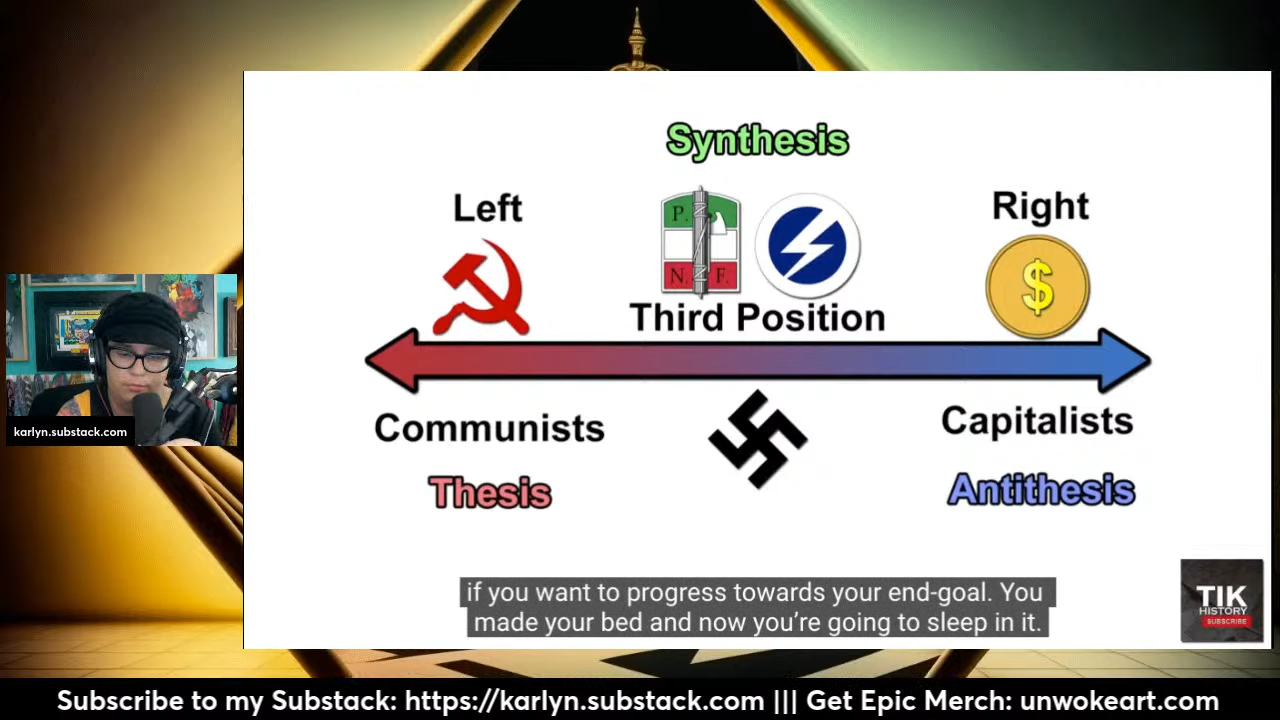 Synthesis
Left
P.
N. F.
Right
$
Third Position
Communists
Capitalists
Thesis
Antithesis
karlyn.substack.com
if you want to progress towards your end-goal. You
made your bed and now you’re going to sleep in it.
TIK
HISTORY
SUBSCRIBE
Subscribe to my Substack: https://karlyn.substack.com ||| Get Epic Merch: unwokeart.com